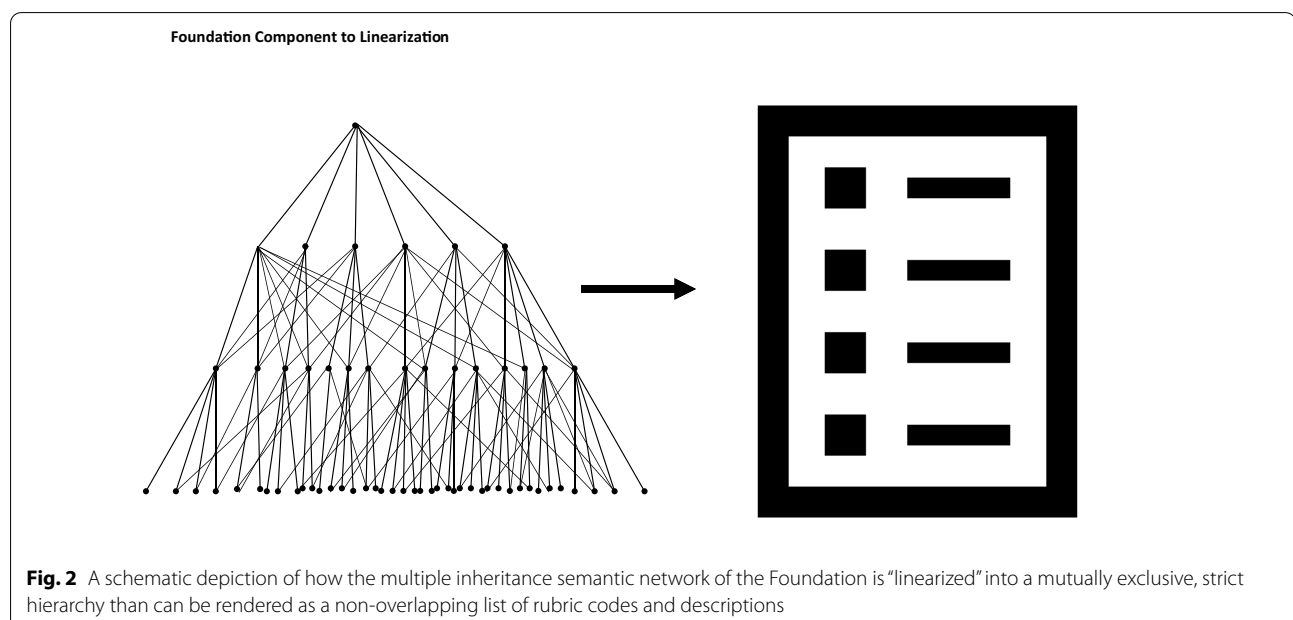 Foundation Component to Linearization
Fig. 2 A schematic depiction of how the multiple inheritance semantic network of the Foundation is “linearized” into a mutually exclusive, strict
hierarchy than can be rendered as a non-overlapping list of rubric codes and descriptions